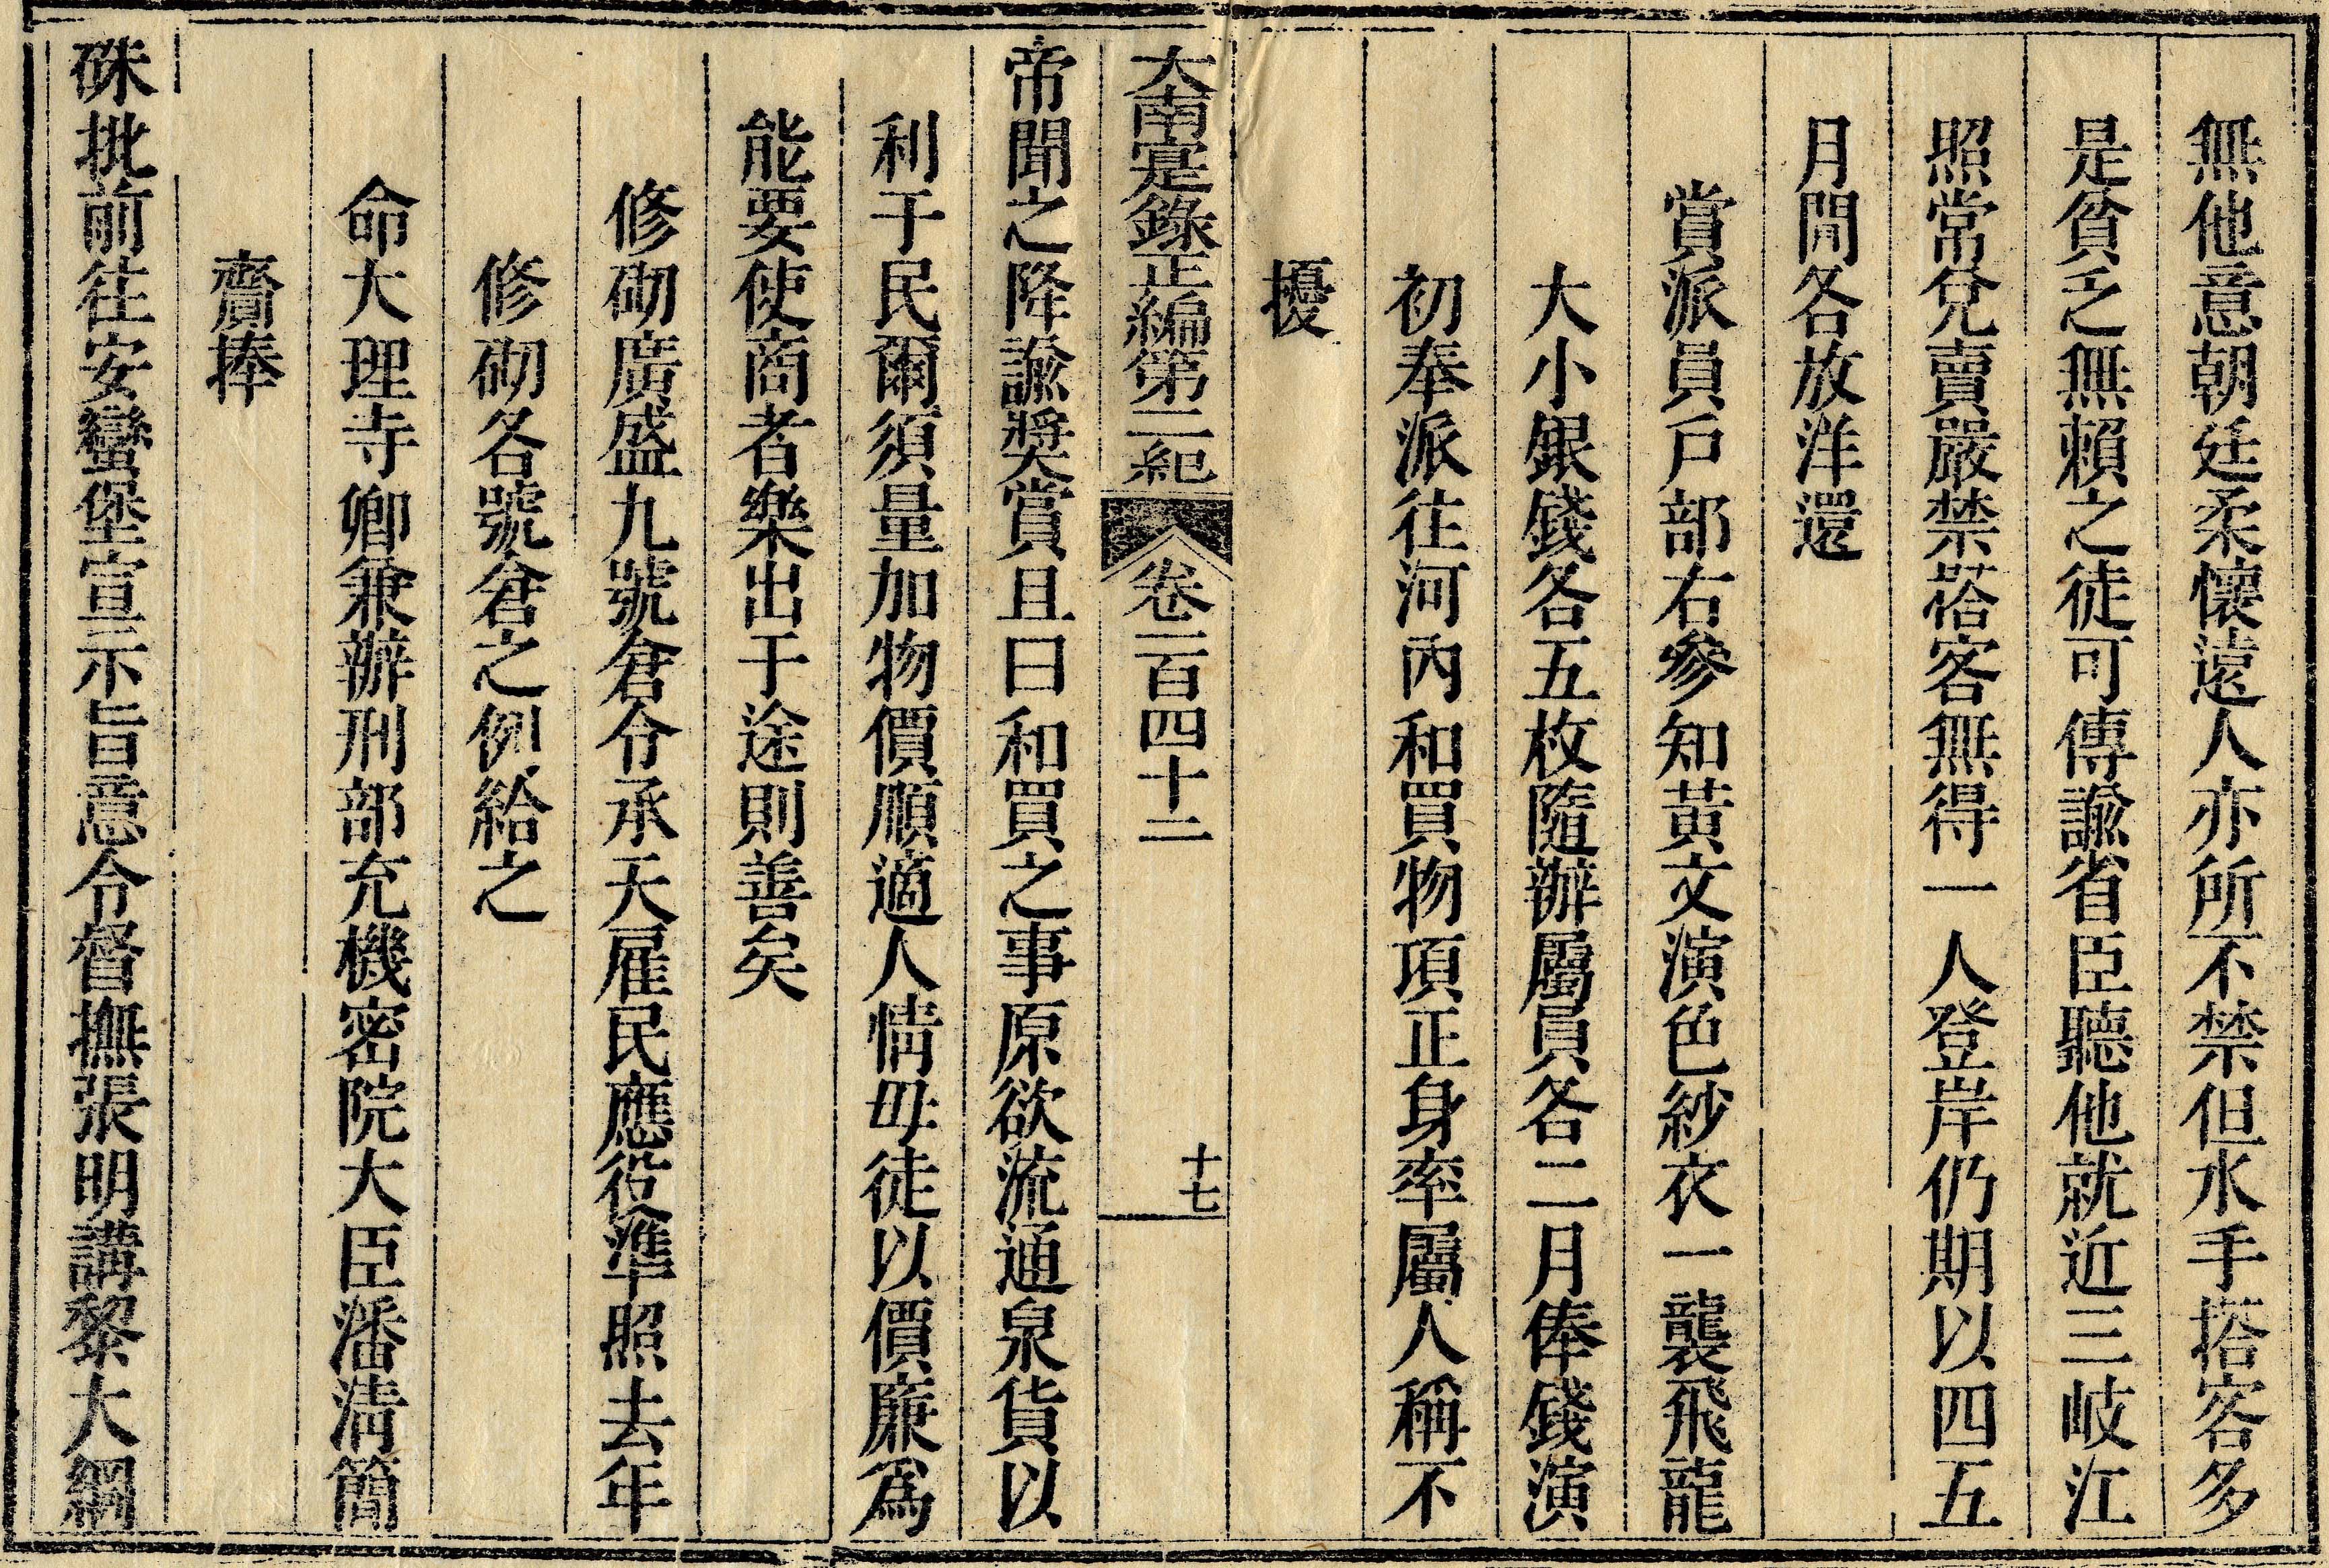 無他意朝廷柔懷遠人亦所不禁但水手搭客多
是貧乏無賴之徒可傳諭省臣聽他就近三岐江
照常兌賣嚴禁搭客無得一人登岸仍期以四五
月間各放洋還
賞派員戶部右參知黃文演色紗衣一襲飛龍
大小銀錢各五枚隨辦屬員各二月俸錢演
初奉派往河內和買物項正身率屬人稱不
擾
大南寔錄正編第二紀 卷二百四十二
十七
帝聞之降諭奬賞且曰和買之事原欲流通泉貨以
利于民爾須量加物價順適人情毋徒以價廉爲
能要使商者樂出于途則善矣
修砌廣盛九號倉令承天雇民應役準照去年
修砌各號倉之例給之
命大理寺卿兼辦刑部充機密院大臣潘淸簡
齎捧
硃批前往安蠻堡宣示旨意令督撫張明講黎大綱